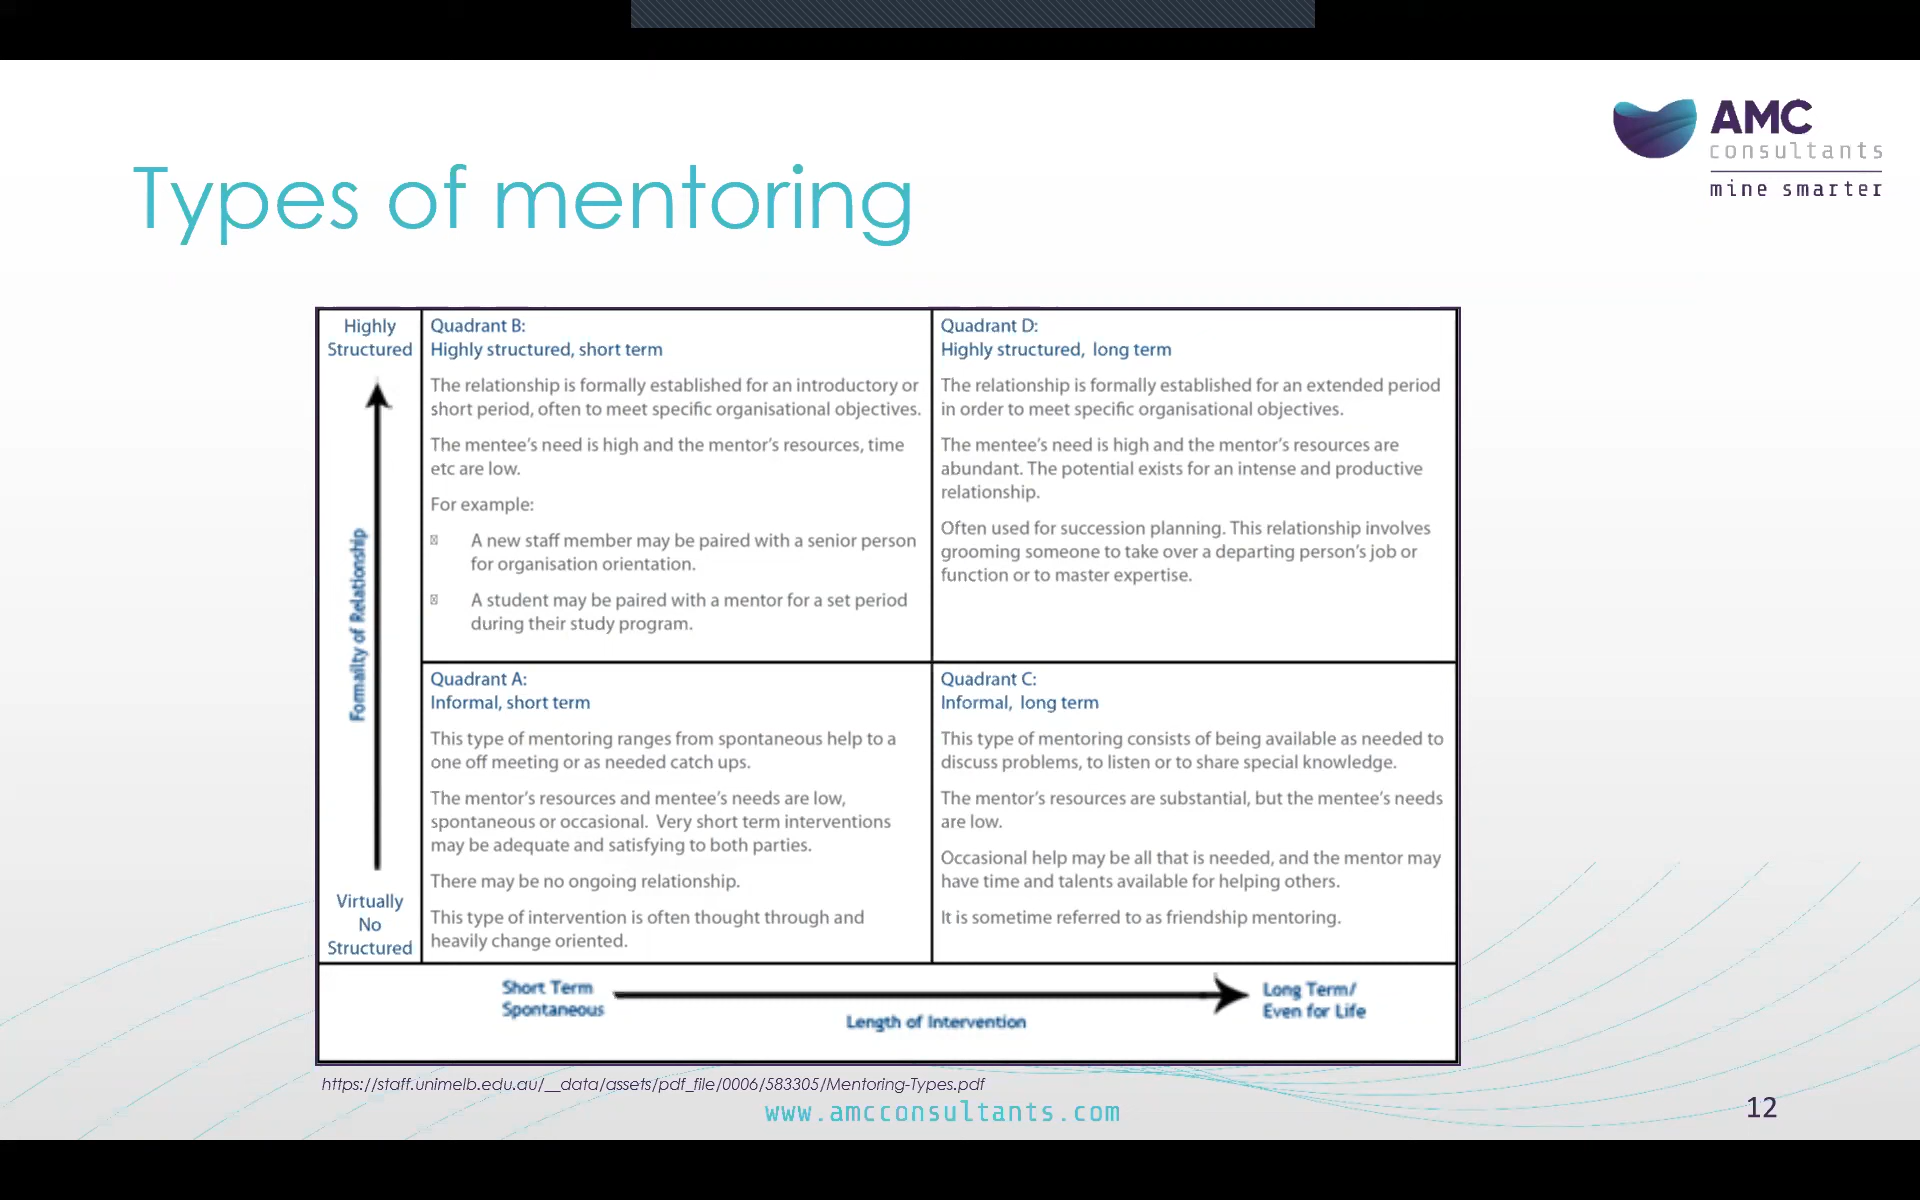 AMC
consultants
mine smarter
Types of mentoring
Highly
Structured
Formailty of Relationship
Virtually
No
Structured
Quadrant B:
Highly structured, short term
The relationship is formally established for an introductory or
short period, often to meet specific organisational objectives.
The mentee's need is high and the mentor's resources, time
etc are low.
For example:
A new staff member may be paired with a senior person
for organisation orientation.
A student may be paired with a mentor for a set period
during their study program.
Quadrant D:
Highly structured, long term
The relationship is formally established for an extended period
in order to meet specific organisational objectives.
The mentee's need is high and the mentor's resources are
abundant. The potential exists for an intense and productive
relationship.
Often used for succession planning. This relationship involves
grooming someone to take over a departing person's job or
function or to master expertise.
Quadrant A:
Informal, short term
This type of mentoring ranges from spontaneous help to a
one off meeting or as needed catch ups.
The mentor's resources and mentee's needs are low,
spontaneous or occasional. Very short term interventions
may be adequate and satisfying to both parties.
There may be no ongoing relationship.
This type of intervention is often thought through and
heavily change oriented.
Quadrant C:
Informal, long term
This type of mentoring consists of being available as needed to
discuss problems, to listen or to share special knowledge.
The mentor's resources are substantial, but the mentee's needs
are low.
Occasional help may be all that is needed, and the mentor may
have time and talents available for helping others.
It is sometime referred to as friendship mentoring.
Short Term
Spontaneous
Length of Intervention
Long Term/
Even for Life
https://staff.unimelb.edu.au/__data/assets/pdf_file/0006/583305/Mentoring-Types.pdf
www.amcconsultants.com
12